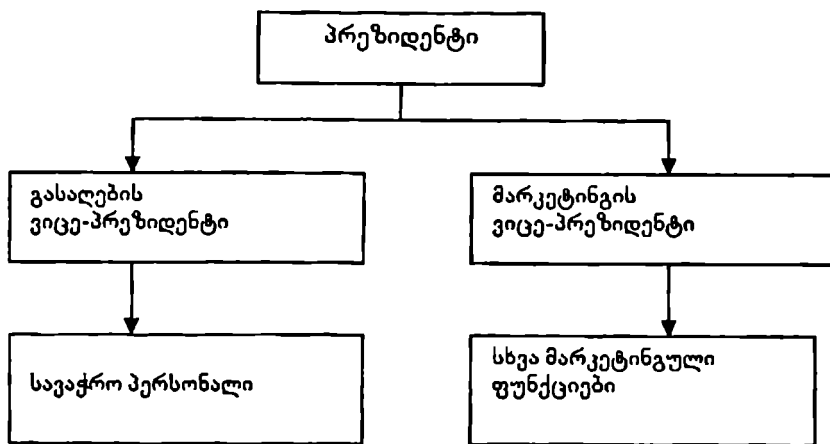 პრეზიდენტი
გასაღების
ვიცე-პრეზიდენტი
მარკეტინგის
ვიცე-პრეზიდენტი
სავაჭრო პერსონალი
სხვა მარკეტინგული
ფუნქციები